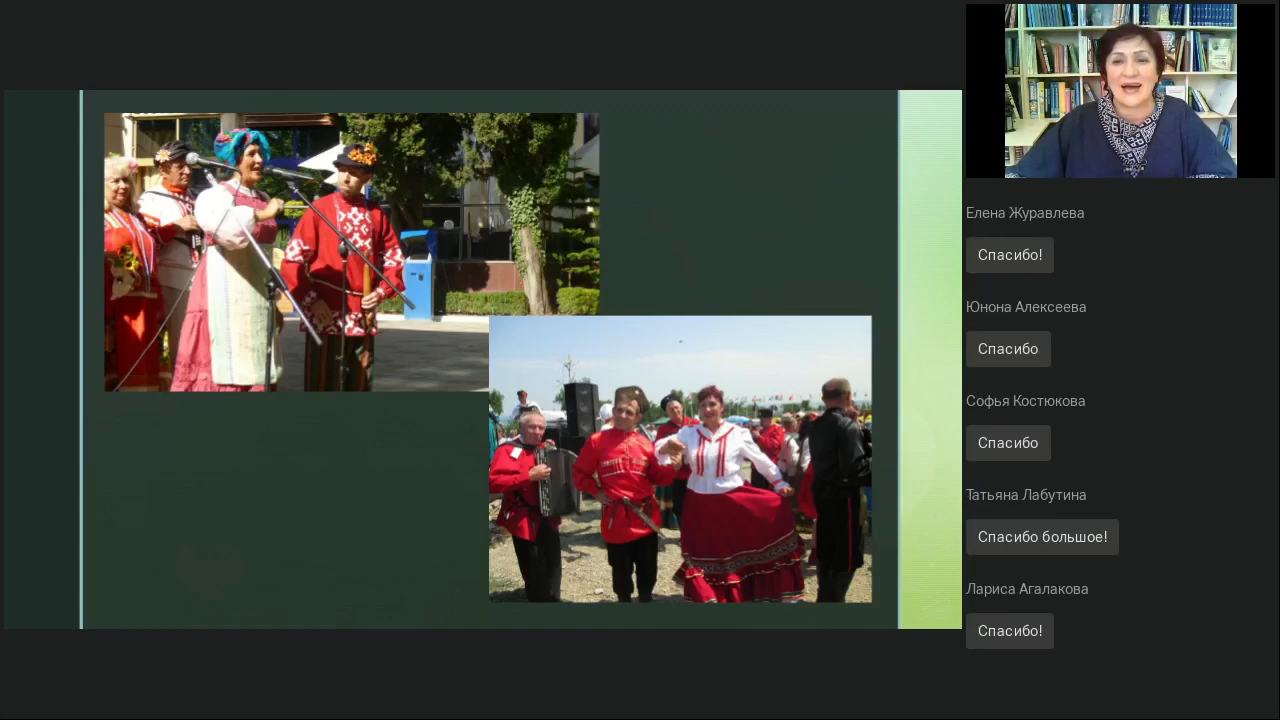 Елена Журавлева
Спасибо!
Юнона Алексеева
Спасибо
Софья Костюкова
Спасибо
Татьяна Лабутина
Спасибо большое!
Лариса Агалакова
Спасибо!